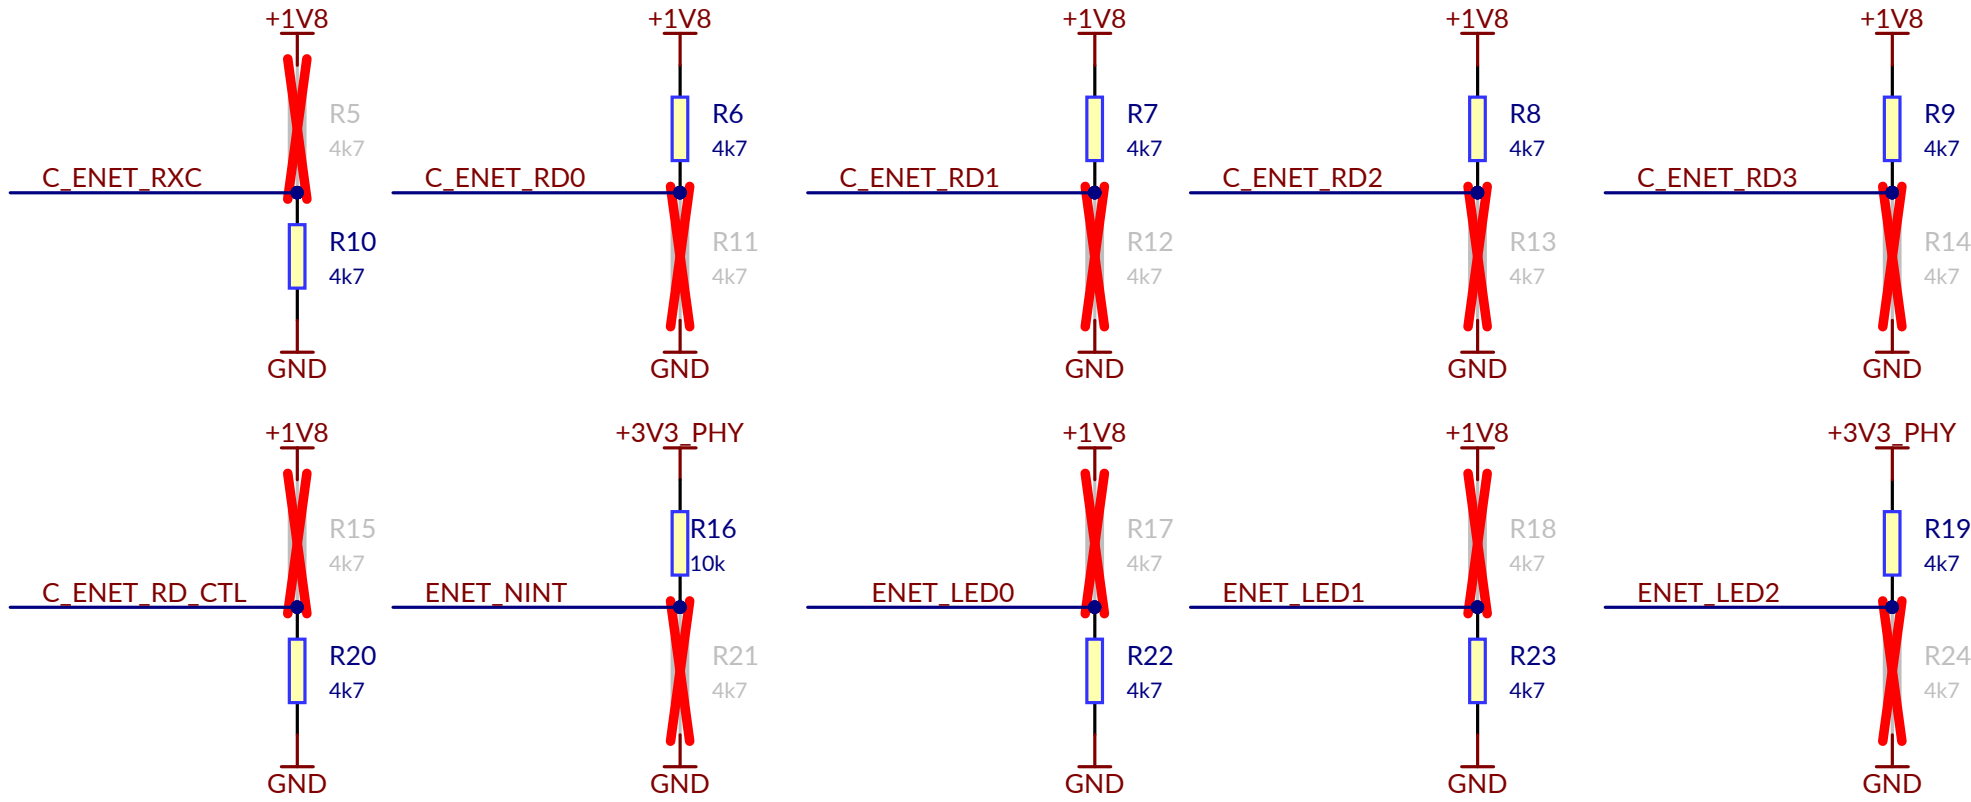 +1V8
+1V8
+1V8
+1V8
+1V8
R5
4k7
R6
4k7
R7
4k7
R8
4k7
R9
4k7
C_ENET_RXC
C_ENET_RD0
C_ENET_RD1
C_ENET_RD2
C_ENET_RD3
R10
4k7
R11
4k7
R12
4k7
R13
4k7
R14
4k7
GND
GND
GND
GND
GND
+1V8
+3V3_PHY
+1V8
+1V8
+3V3_PHY
R15
4k7
R16
10k
R17
4k7
R18
4k7
R19
4k7
C_ENET_RD_CTL
ENET_NINT
ENET_LED0
ENET_LED1
ENET_LED2
R20
4k7
R21
4k7
R22
4k7
R23
4k7
R24
4k7
GND
GND
GND
GND
GND